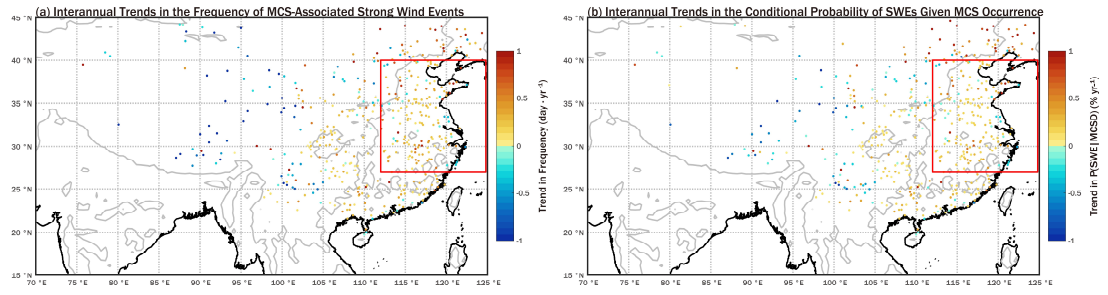 (a) Interannual Trends in the Frequency of MCS-Associated Strong Wind Events
45 °N
40 °N
35 °N
30 °N
25 °N
20 °N
15 °N
70 °E
75 °E
80 °E
85 °E
90 °E
95 °E
100 °E
105 °E
110 °E
115 °E
120 °E
125 °E
1
0.5
0
-0.5
-1
Trend in Frequency (day · yr⁻¹)
(b) Interannual Trends in the Conditional Probability of SWEs Given MCS Occurrence
45 °N
40 °N
35 °N
30 °N
25 °N
20 °N
15 °N
70 °E
75 °E
80 °E
85 °E
90 °E
95 °E
100 °E
105 °E
110 °E
115 °E
120 °E
125 °E
1
0.5
0
-0.5
-1
Trend in P(SWE|MCSD) (% yr⁻¹)